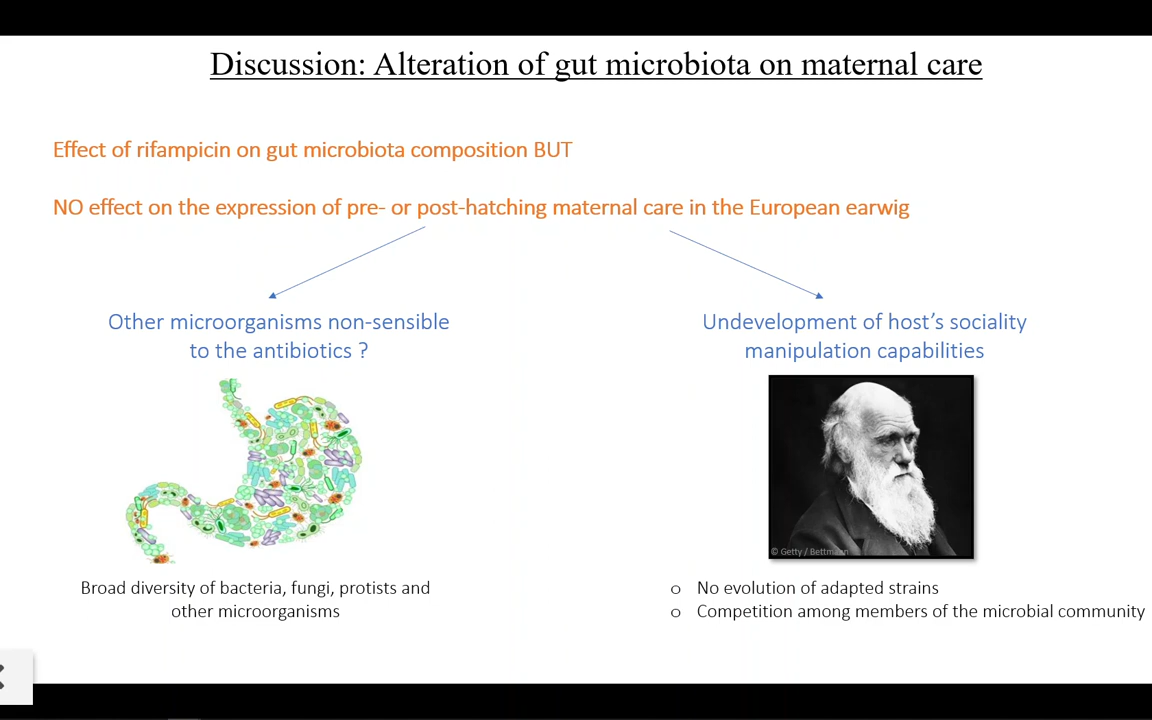 Discussion: Alteration of gut microbiota on maternal care
Effect of rifampicin on gut microbiota composition BUT
NO effect on the expression of pre- or post-hatching maternal care in the European earwig
Other microorganisms non-sensible
to the antibiotics ?
Undevelopment of host's sociality
manipulation capabilities
© Getty / Bettmann
Broad diversity of bacteria, fungi, protists and
other microorganisms
o No evolution of adapted strains
o Competition among members of the microbial community